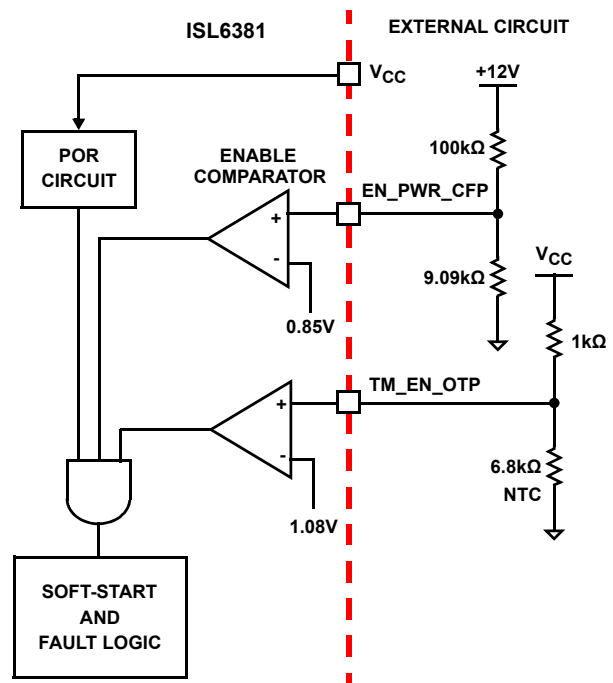 ISL6381
EXTERNAL CIRCUIT
VCC
+12V
POR
CIRCUIT
ENABLE
COMPARATOR
100kΩ
EN_PWR_CFP
+
-
0.85V
9.09kΩ
VCC
1kΩ
TM_EN_OTP
+
-
1.08V
6.8kΩ
NTC
SOFT-START
AND
FAULT LOGIC